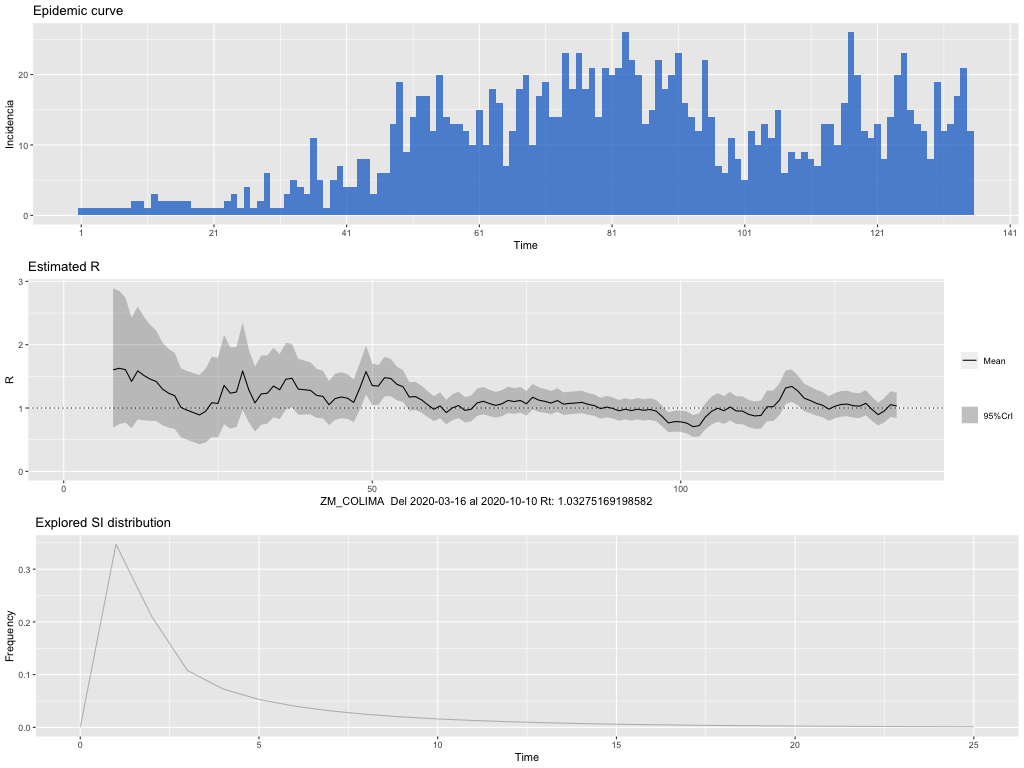 Epidemic curve
Incidencia
20
10
0
1 21 41 61 81 101 121 141
Time
Estimated R
R
3
2
1
0
0 50 100
ZM_COLIMA Del 2020-03-16 al 2020-10-10 Rt: 1.03275169198582
Mean
95%CrI
Explored SI distribution
Frequency
0.3
0.2
0.1
0.0
0 5 10 15 20 25
Time